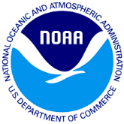 NATIONAL OCEANIC AND ATMOSPHERIC ADMINISTRATION
NOAA
U.S. DEPARTMENT OF COMMERCE